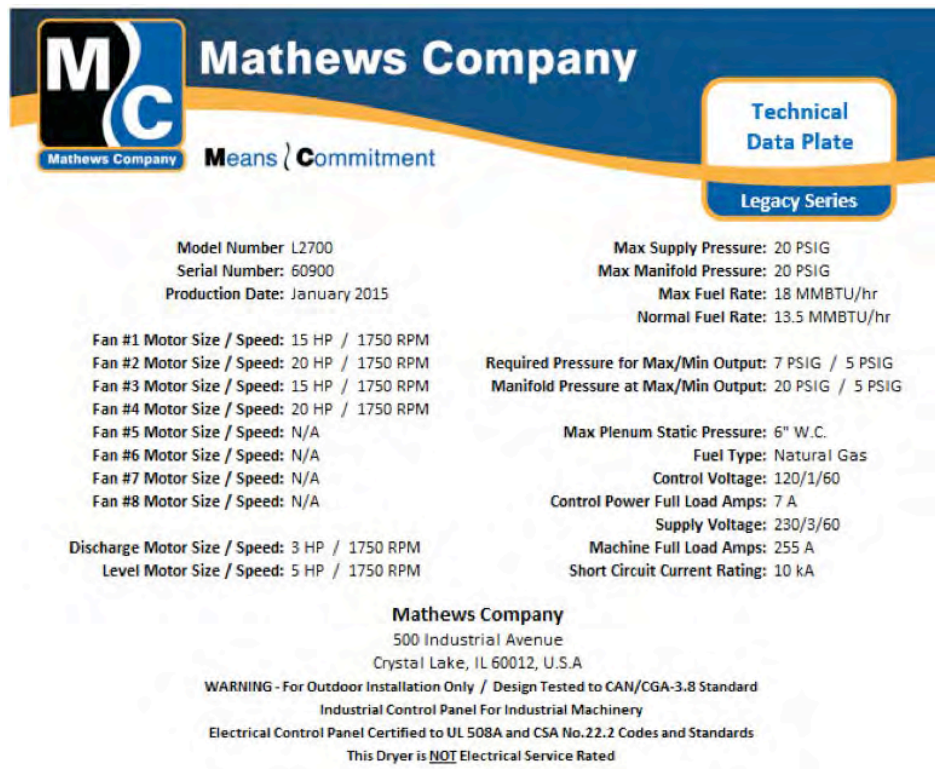 M
C
Mathews Company
Mathews Company
Means Commitment
Technical
Data Plate
Legacy Series
Model Number L2700
Serial Number: 60900
Production Date: January 2015
Fan #1 Motor Size / Speed: 15 HP / 1750 RPM
Fan #2 Motor Size / Speed: 20 HP / 1750 RPM
Fan #3 Motor Size / Speed: 15 HP / 1750 RPM
Fan #4 Motor Size / Speed: 20 HP / 1750 RPM
Fan #5 Motor Size / Speed: N/A
Fan #6 Motor Size / Speed: N/A
Fan #7 Motor Size / Speed: N/A
Fan #8 Motor Size / Speed: N/A
Discharge Motor Size / Speed: 3 HP / 1750 RPM
Level Motor Size / Speed: 5 HP / 1750 RPM
Max Supply Pressure: 20 PSIG
Max Manifold Pressure: 20 PSIG
Max Fuel Rate: 18 MMBTU/hr
Normal Fuel Rate: 13.5 MMBTU/hr
Required Pressure for Max/Min Output: 7 PSIG / 5 PSIG
Manifold Pressure at Max/Min Output: 20 PSIG / 5 PSIG
Max Plenum Static Pressure: 6" W.C.
Fuel Type: Natural Gas
Control Voltage: 120/1/60
Control Power Full Load Amps: 7 A
Supply Voltage: 230/3/60
Machine Full Load Amps: 255 A
Short Circuit Current Rating: 10 kA
Mathews Company
500 Industrial Avenue
Crystal Lake, IL 60012, U.S.A
WARNING - For Outdoor Installation Only / Design Tested to CAN/CGA-3.8 Standard
Industrial Control Panel For Industrial Machinery
Electrical Control Panel Certified to UL 508A and CSA No.22.2 Codes and Standards
This Dryer is NOT Electrical Service Rated